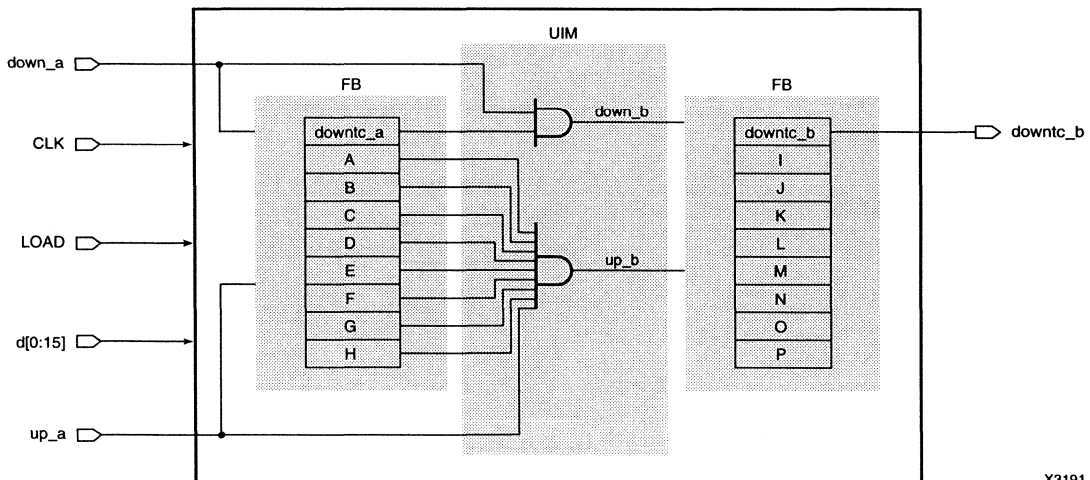 UIM
down_a
FB
FB
down_b
downtc_a
downtc_b
downtc_b
CLK
A
I
B
J
C
K
LOAD
D
L
up_b
E
M
F
N
G
O
d[0:15]
H
P
up_a
X3191